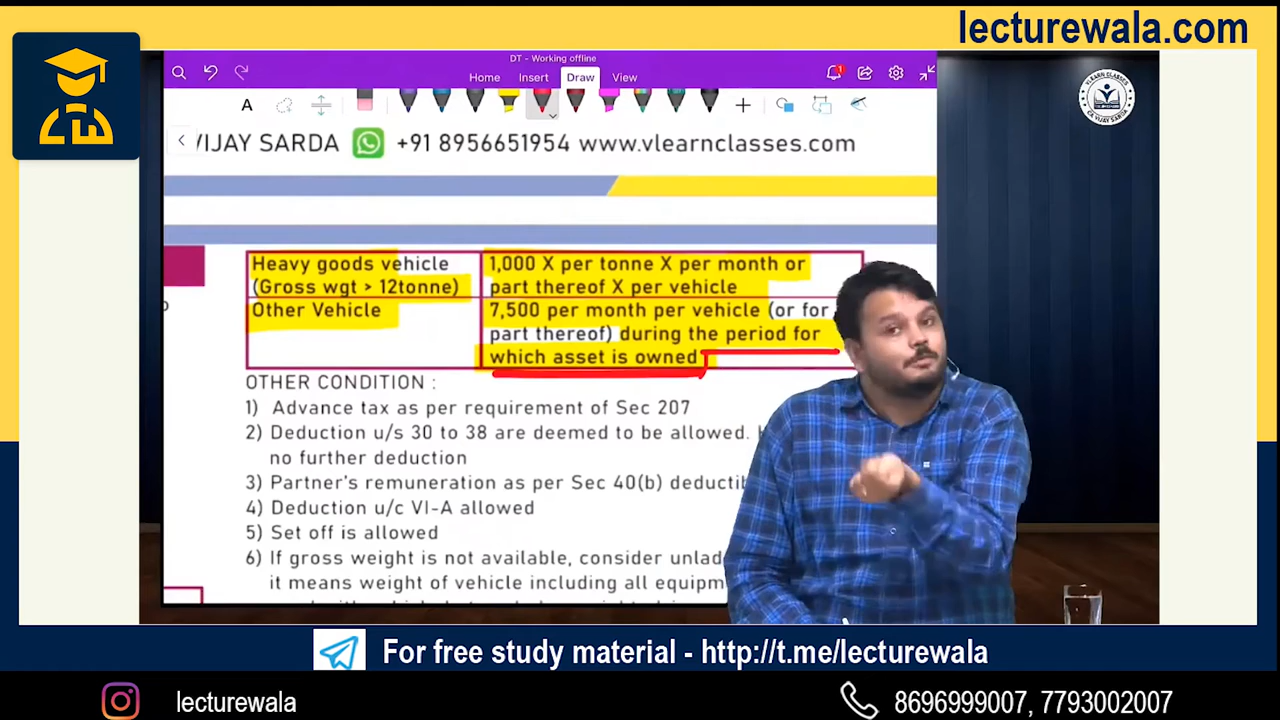 lecturewala.com
DT - Working offline
Home Insert Draw View
1
A
VIJAY SARDA +91 8956651954 www.vlearnclasses.com
VLEARN CLASSES
CA VIJAY SARDA
Heavy goods vehicle
(Gross wgt > 12tonne)
1,000 X per tonne X per month or
part thereof X per vehicle
Other Vehicle
7,500 per month per vehicle (or for
part thereof) during the period for
which asset is owned
OTHER CONDITION :
1) Advance tax as per requirement of Sec 207
2) Deduction u/s 30 to 38 are deemed to be allowed.
no further deduction
3) Partner's remuneration as per Sec 40(b)
4) Deduction u/c VI-A allowed
5) Set off is allowed
6) If gross weight is not available, consider
it means weight of vehicle including all
For free study material - http://t.me/lecturewala
lecturewala
8696999007, 7793002007